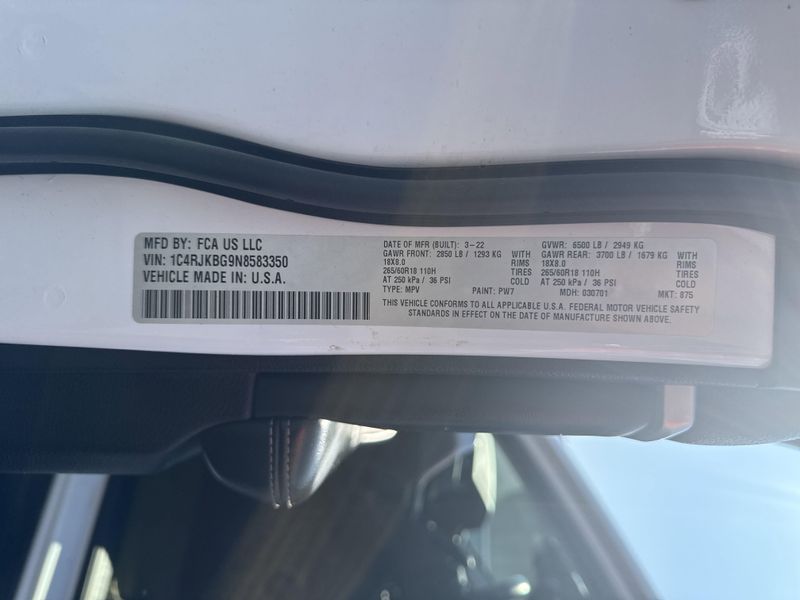 MFD BY: FCA US LLC
VIN: 1C4RJKBG9N8583350
VEHICLE MADE IN U.S.A.
DATE OF MFR (BUILT): 3-22
GAWR FRONT: 2850 LB / 1293 KG WITH
18X8.0 RIMS
265/60R18 110H TIRES
AT 250 kPa / 36 PSI COLD
TYPE: MPV PAINT: PW7
GVWR: 6500 LB / 2949 KG
GAWR REAR: 3700 LB / 1679 KG WITH
18X8.0 RIMS
265/60R18 110H TIRES
AT 250 kPa / 36 PSI COLD
MDH: 030701 MKT: 875
THIS VEHICLE CONFORMS TO ALL APPLICABLE U.S.A. FEDERAL MOTOR VEHICLE SAFETY
STANDARDS IN EFFECT ON THE DATE OF MANUFACTURE SHOWN ABOVE.